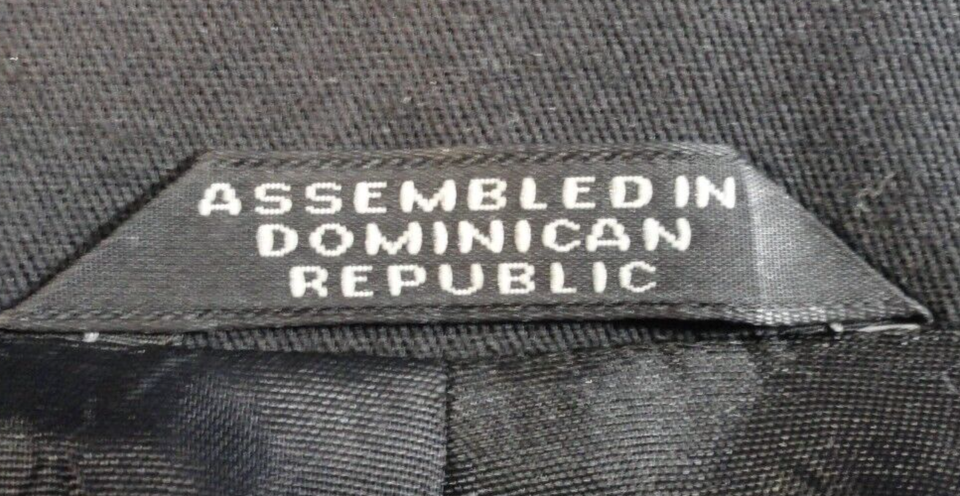 ASSEMBLED IN
DOMINICAN
REPUBLIC